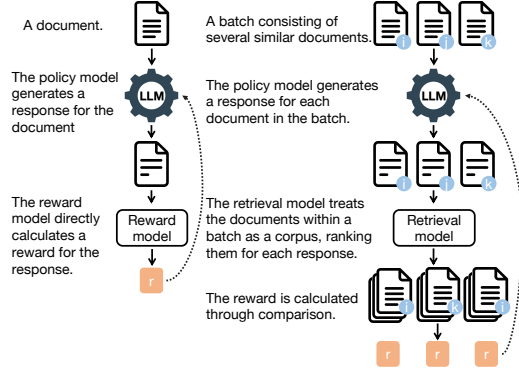 A document.
The policy model
generates a
response for the
document
LLM
The reward
model directly
calculates a
reward for the
response.
Reward
model
r
A batch consisting of
several similar documents.
i
j
k
The policy model generates
a response for each
document in the batch.
LLM
i
j
k
The retrieval model treats
the documents within a
batch as a corpus, ranking
them for each response.
Retrieval
model
The reward is calculated
through comparison.
i
k
j
r
r
r